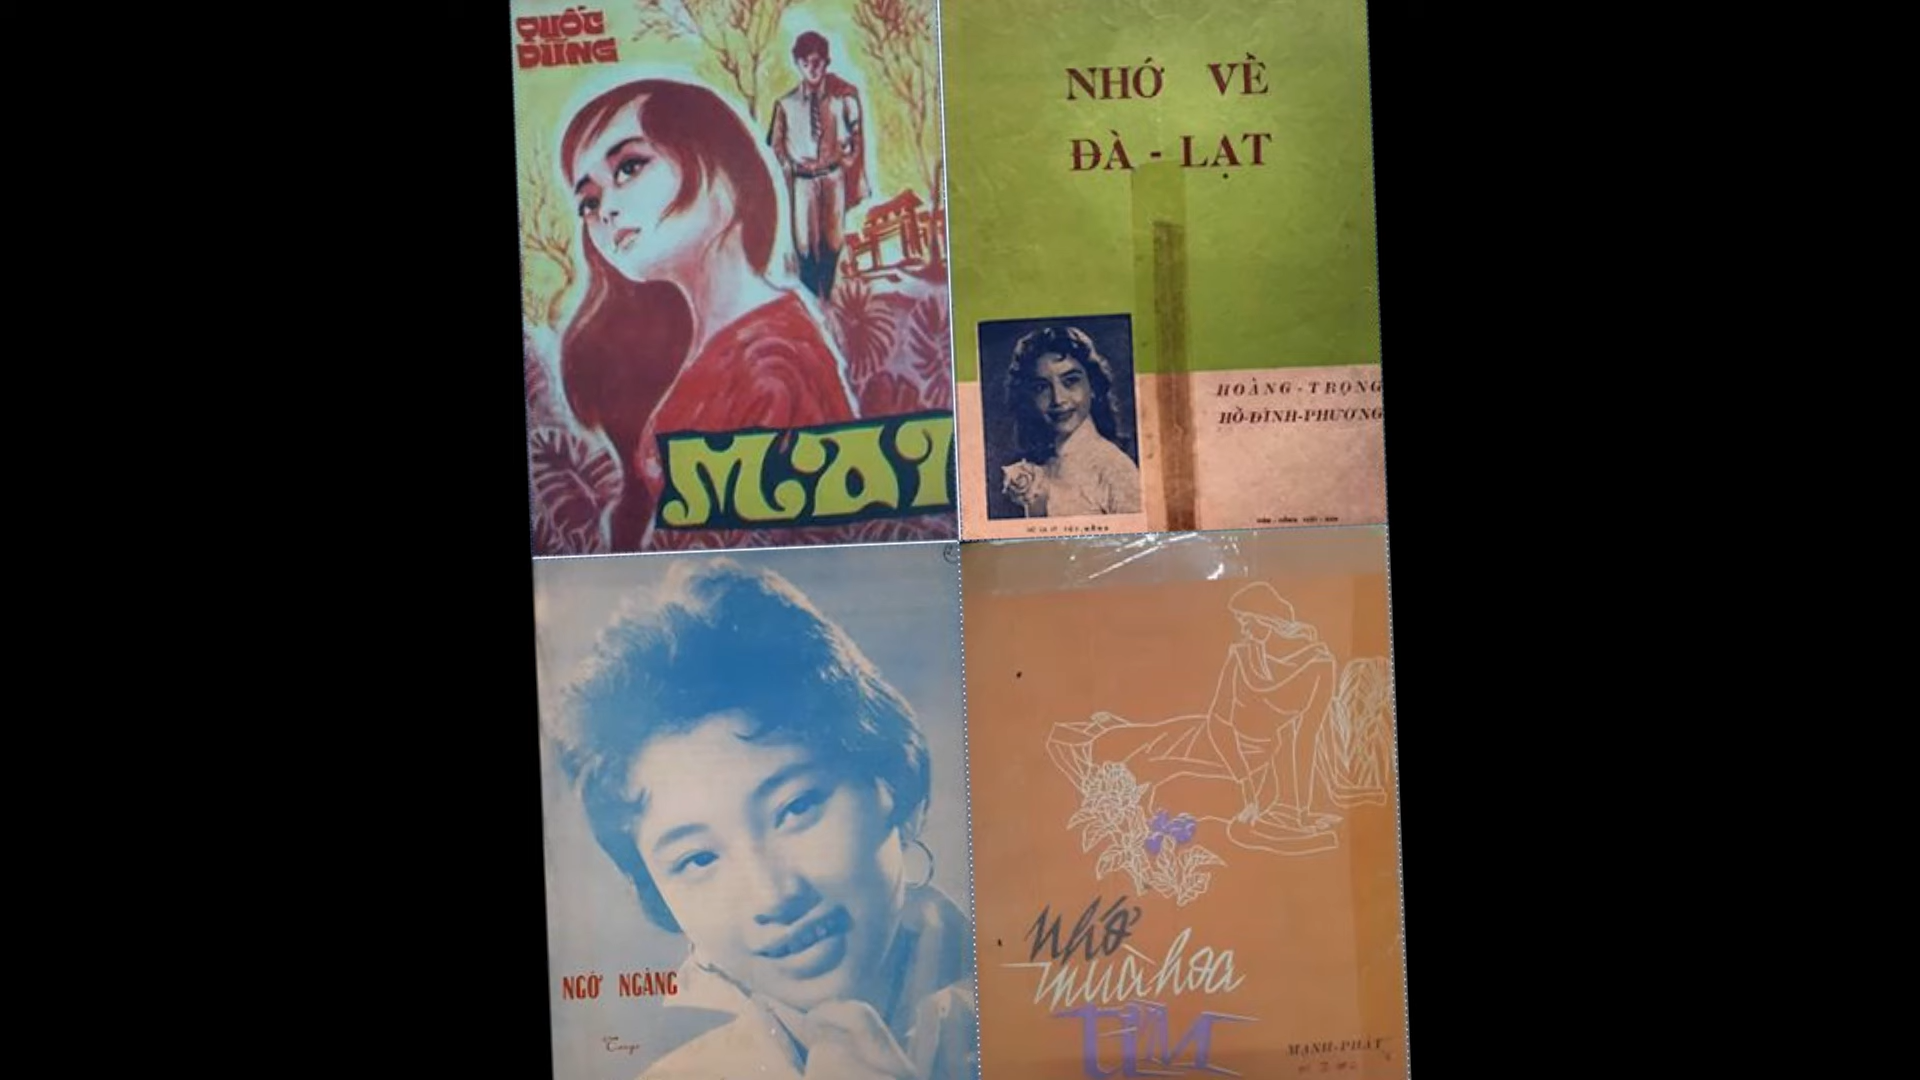 QUỐC
DŨNG
MAI
NHỚ VỀ
ĐÀ - LẠT
HOÀNG - TRỌNG
HỒ-ĐÌNH-PHƯƠNG
NGỠ NGÀNG
Tango
nhớ
mùa hoa
tím
MẠNH-PHÁT